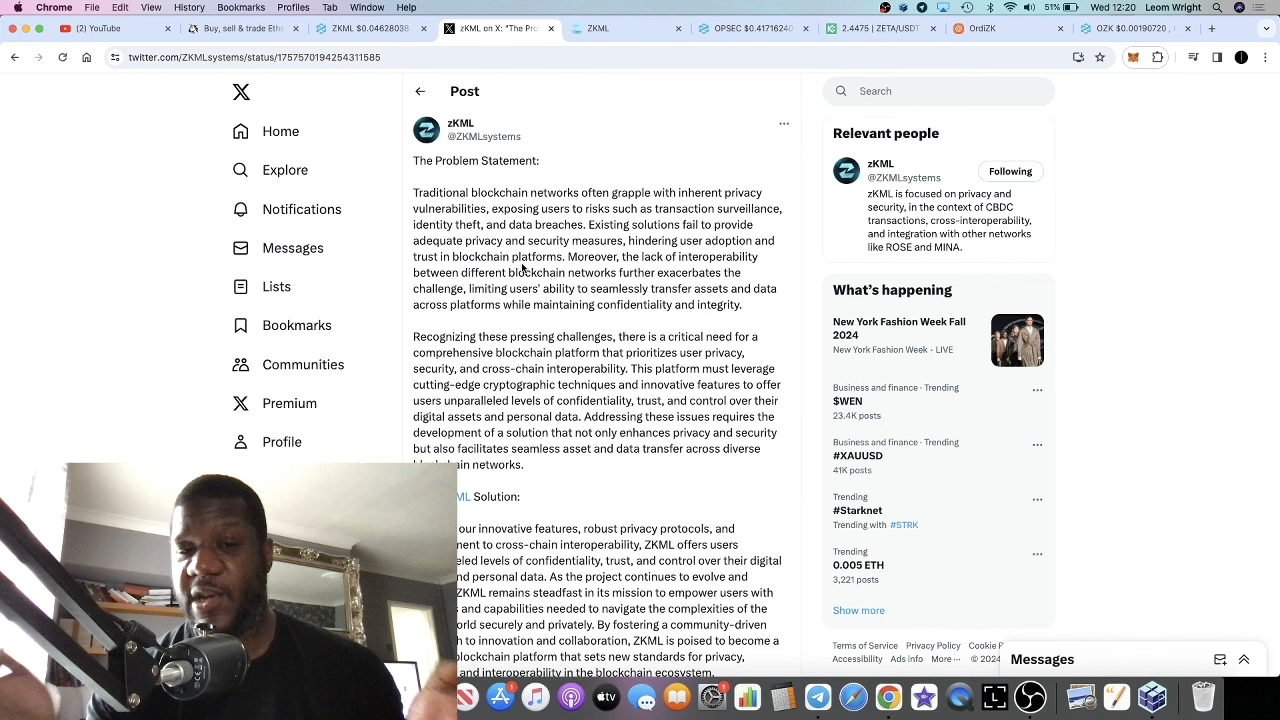 Chrome File Edit View History Bookmarks Profiles Tab Window Help
51% Wed 12:20 Leom Wright
(2) YouTube
Buy, sell & trade Ethe
ZKML $0.04628038
zKML on X: "The Pro
ZKML
OPSEC $0.41716240
2.4475 | ZETA/USDT
OrdiZK
OZK $0.00190720
twitter.com/ZKMLsystems/status/1757570194254311585
Home
Explore
Notifications
Messages
Lists
Bookmarks
Communities
Premium
Profile
Post
zKML
@ZKMLsystems
The Problem Statement:
Traditional blockchain networks often grapple with inherent privacy
vulnerabilities, exposing users to risks such as transaction surveillance,
identity theft, and data breaches. Existing solutions fail to provide
adequate privacy and security measures, hindering user adoption and
trust in blockchain platforms. Moreover, the lack of interoperability
between different blockchain networks further exacerbates the
challenge, limiting users' ability to seamlessly transfer assets and data
across platforms while maintaining confidentiality and integrity.
Recognizing these pressing challenges, there is a critical need for a
comprehensive blockchain platform that prioritizes user privacy,
security, and cross-chain interoperability. This platform must leverage
cutting-edge cryptographic techniques and innovative features to offer
users unparalleled levels of confidentiality, trust, and control over their
digital assets and personal data. Addressing these issues requires the
development of a solution that not only enhances privacy and security
but also facilitates seamless asset and data transfer across diverse
networks.
ML Solution:
our innovative features, robust privacy protocols, and
ment to cross-chain interoperability, ZKML offers users
led levels of confidentiality, trust, and control over their digital
nd personal data. As the project continues to evolve and
ZKML remains steadfast in its mission to empower users with
s and capabilities needed to navigate the complexities of the
orld securely and privately. By fostering a community-driven
h to innovation and collaboration, ZKML is poised to become a
blockchain platform that sets new standards for privacy,
and interoperability in the blockchain ecosystem.
Search
Relevant people
zKML
@ZKMLsystems
Following
zKML is focused on privacy and
security, in the context of CBDC
transactions, cross-interoperability,
and integration with other networks
like ROSE and MINA.
What's happening
New York Fashion Week Fall
2024
New York Fashion Week · LIVE
Business and finance · Trending
$WEN
23.4K posts
Business and finance · Trending
#XAUUSD
41K posts
Trending
#Starknet
Trending with #STRK
Trending
0.005 ETH
3,221 posts
Show more
Terms of Service Privacy Policy Cookie P
Accessibility Ads info More ··· © 2024
Messages
tv